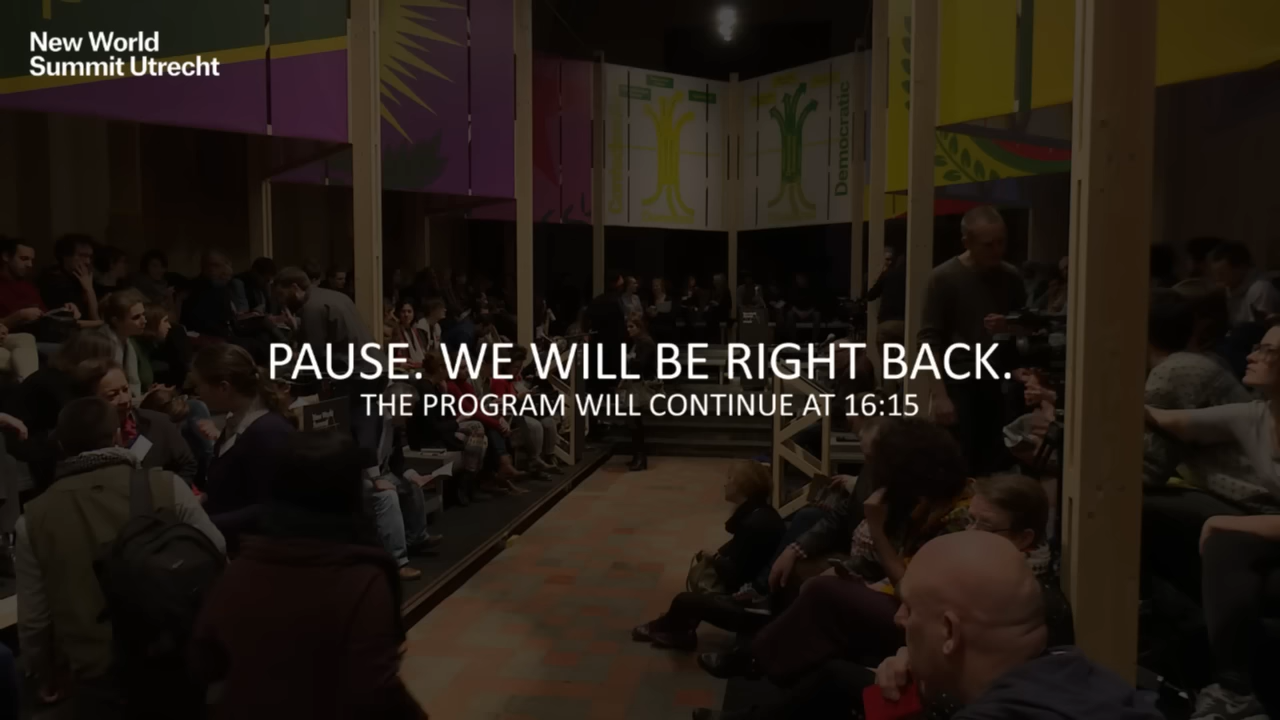 New World
Summit Utrecht
Democratic
PAUSE. WE WILL BE RIGHT BACK.
THE PROGRAM WILL CONTINUE AT 16:15